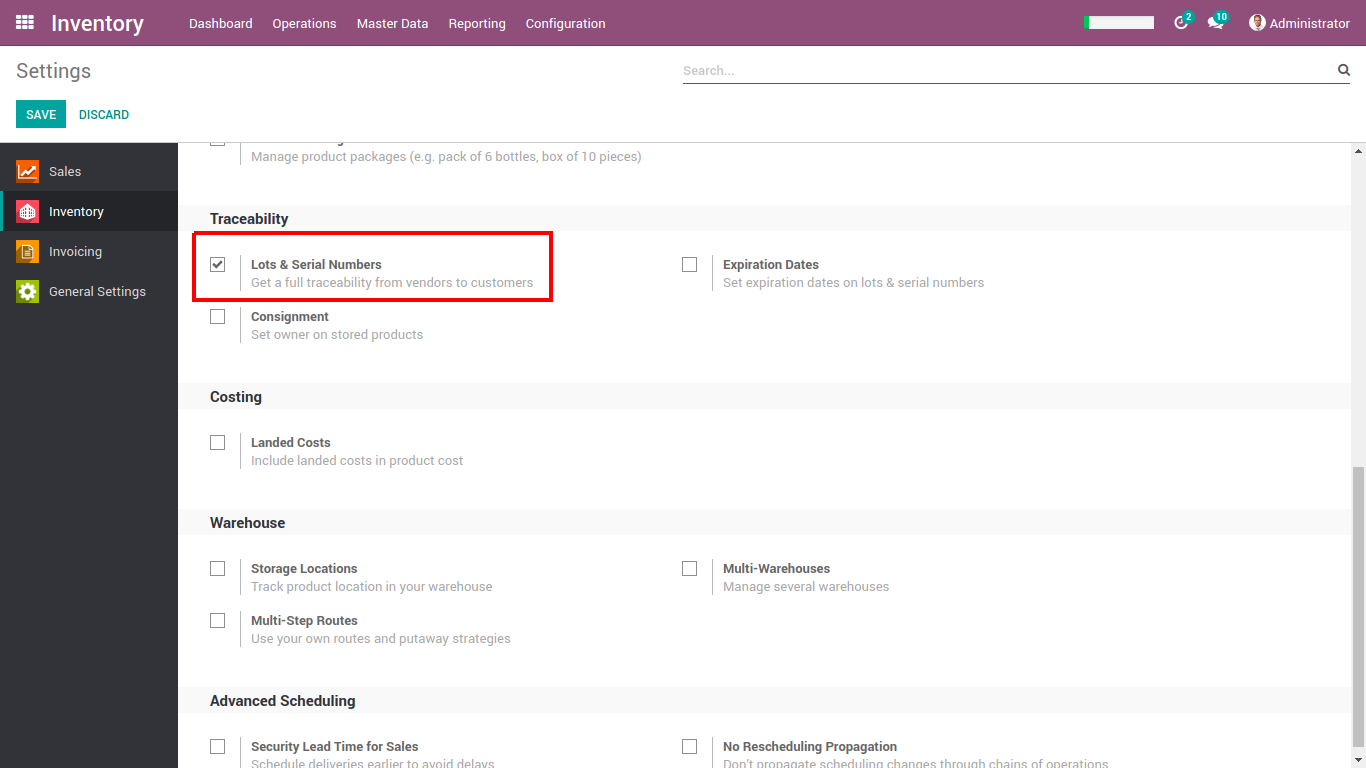 Inventory
Dashboard
Operations
Master Data
Reporting
Configuration
2
10
Administrator
Settings
Search...
SAVE
DISCARD
Sales
Inventory
Invoicing
General Settings
Manage product packages (e.g. pack of 6 bottles, box of 10 pieces)
Traceability
Lots & Serial Numbers
Get a full traceability from vendors to customers
Expiration Dates
Set expiration dates on lots & serial numbers
Consignment
Set owner on stored products
Costing
Landed Costs
Include landed costs in product cost
Warehouse
Storage Locations
Track product location in your warehouse
Multi-Warehouses
Manage several warehouses
Multi-Step Routes
Use your own routes and putaway strategies
Advanced Scheduling
Security Lead Time for Sales
Schedule deliveries earlier to avoid delays
No Rescheduling Propagation
Don't propagate scheduling changes through chains of operations